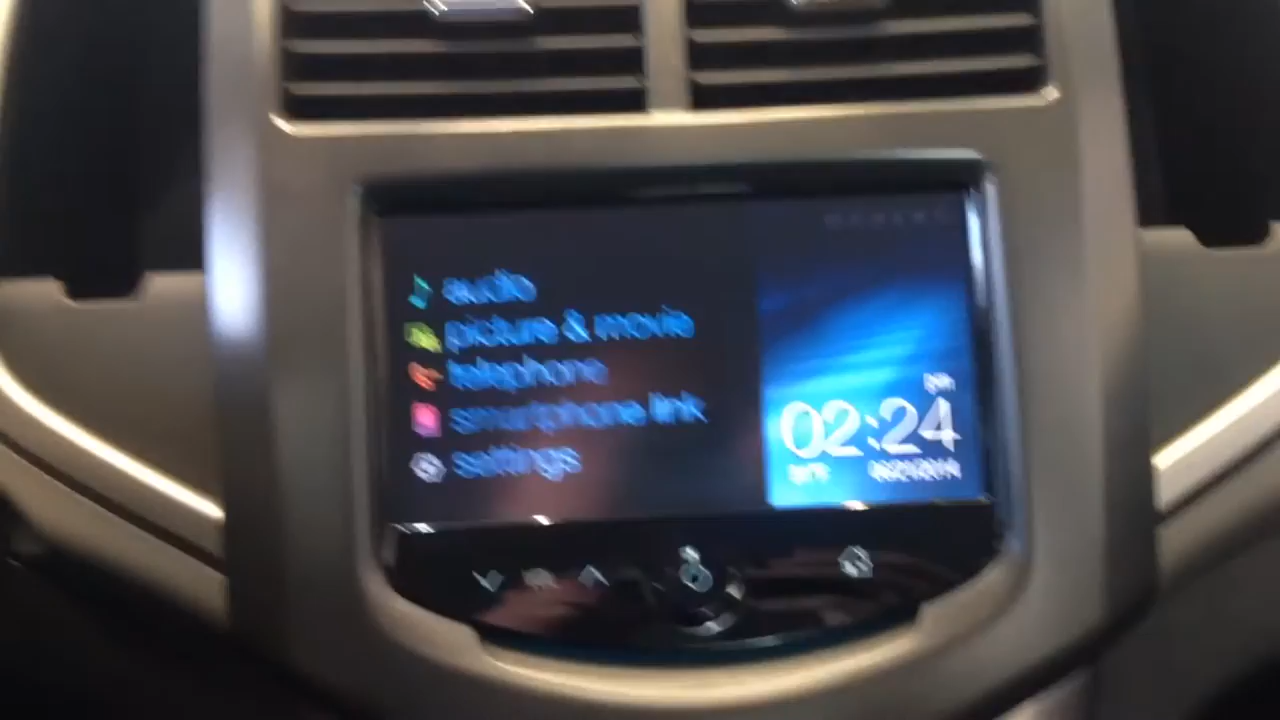 audio
picture & movie
telephone
smartphone link
settings
02:24